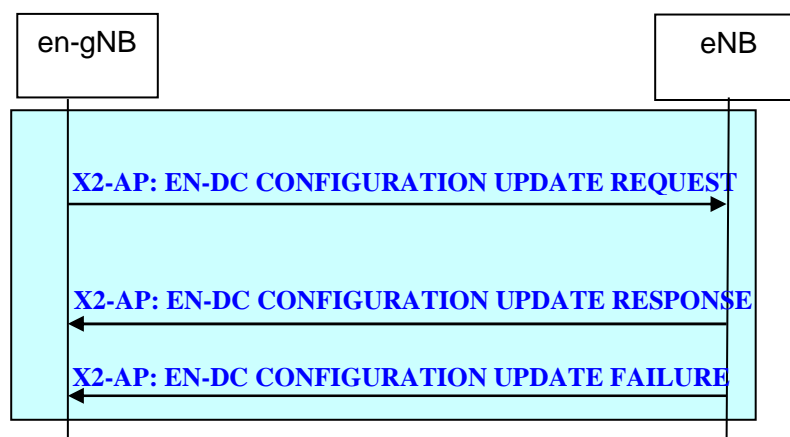 en-gNB
eNB
X2-AP: EN-DC CONFIGURATION UPDATE REQUEST
X2-AP: EN-DC CONFIGURATION UPDATE RESPONSE
X2-AP: EN-DC CONFIGURATION UPDATE FAILURE